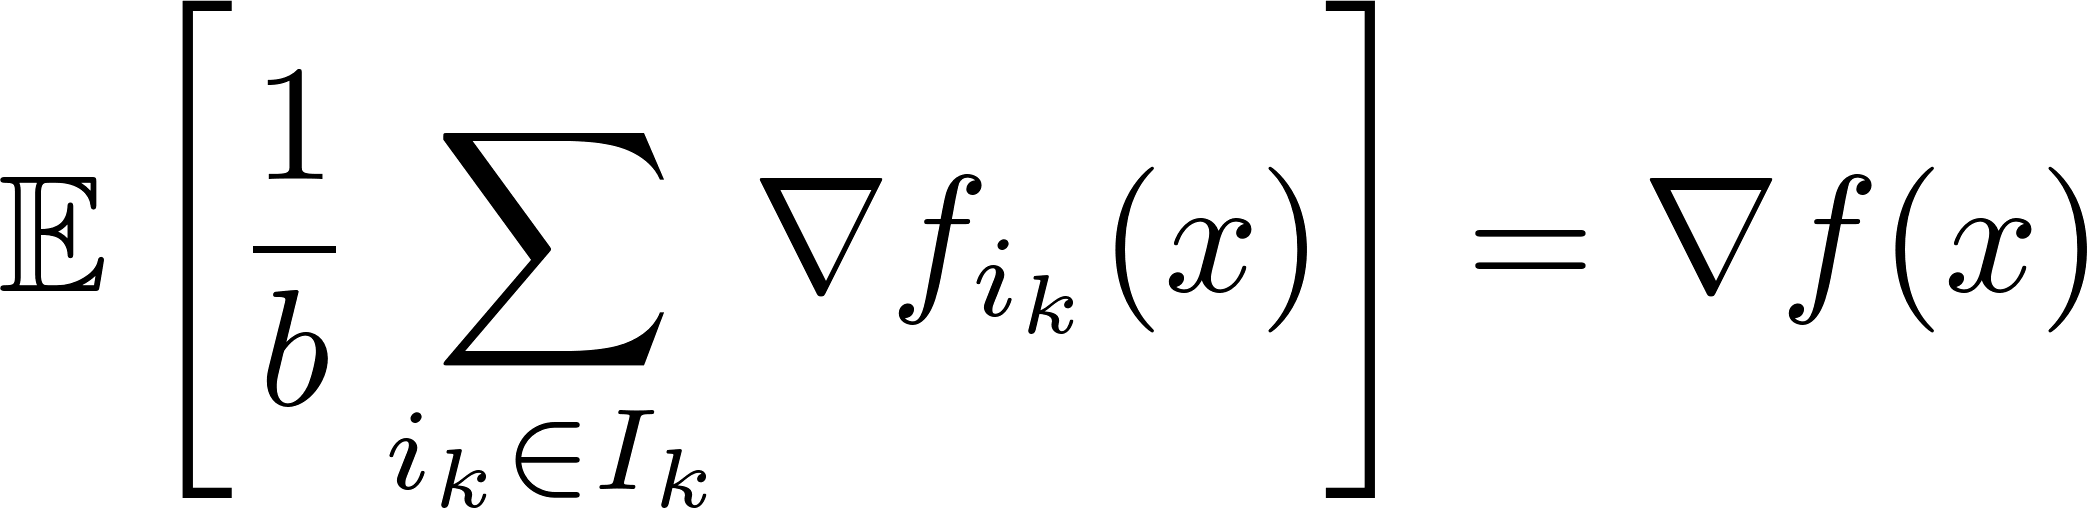 𝔼 [ 1/b ∑_{i_k ∈ I_k} ∇f_{i_k}(x) ] = ∇f(x)